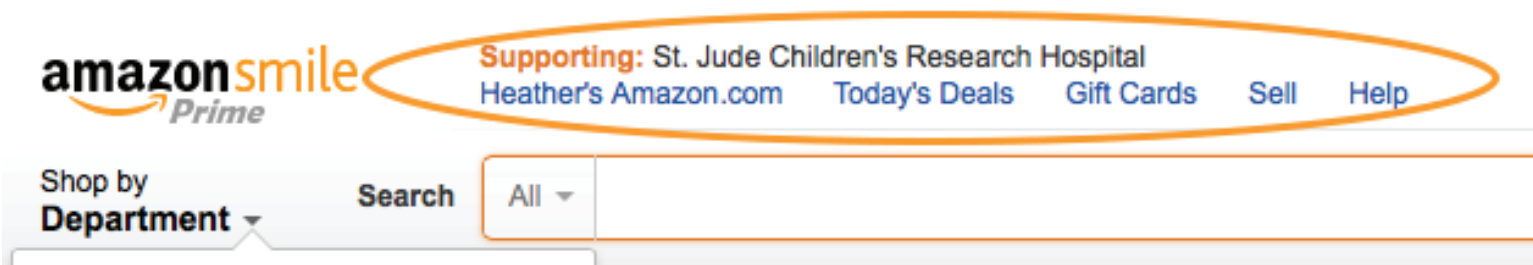 amazonsmile
Prime
Supporting: St. Jude Children's Research Hospital
Heather's Amazon.com Today's Deals Gift Cards Sell Help
Shop by
Department
Search All